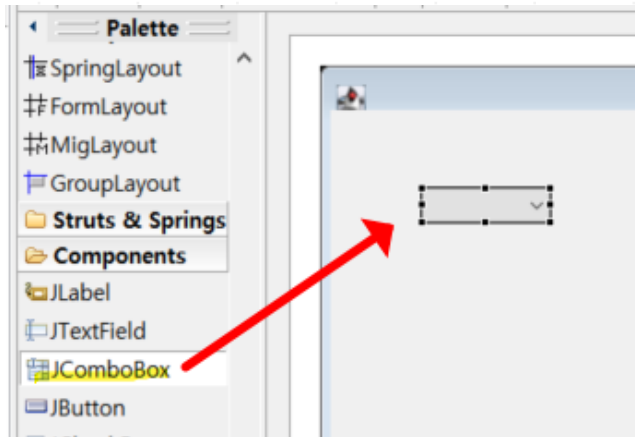 Palette
SpringLayout
FormLayout
MigLayout
GroupLayout
Struts & Springs
Components
JLabel
JTextField
JComboBox
JButton